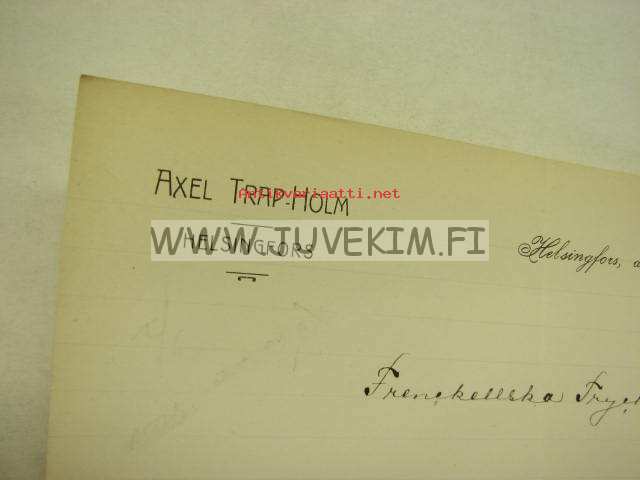 AXEL TRAP-HOLM
Antikvariaatti.net
HELSINGFORS
WWW.JUVEKIM.FI
Helsingfors,
Frenckellska